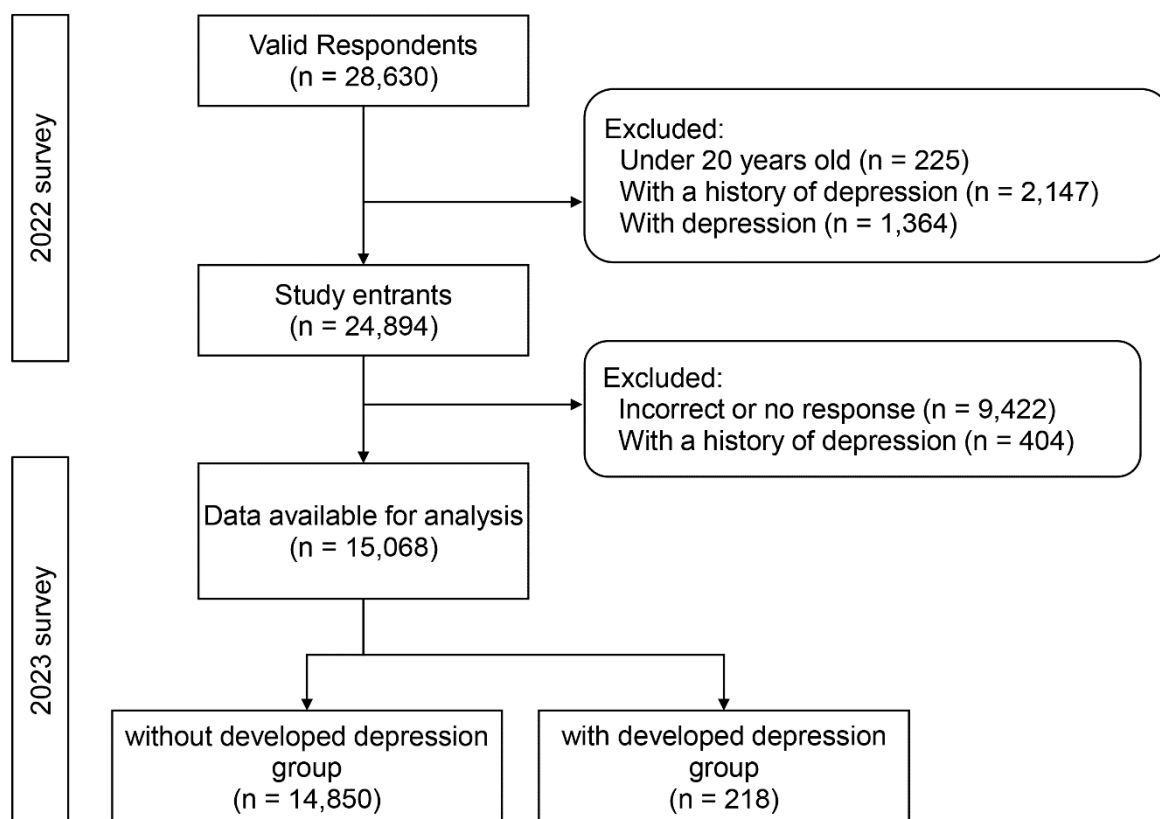 2022 survey
Valid Respondents
(n = 28,630)
Excluded:
Under 20 years old (n = 225)
With a history of depression (n = 2,147)
With depression (n = 1,364)
Study entrants
(n = 24,894)
Excluded:
Incorrect or no response (n = 9,422)
With a history of depression (n = 404)
2023 survey
Data available for analysis
(n = 15,068)
without developed depression
group
(n = 14,850)
with developed depression
group
(n = 218)